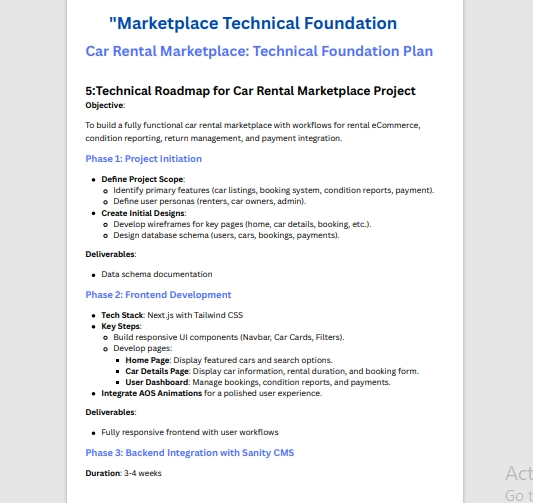 "Marketplace Technical Foundation
Car Rental Marketplace: Technical Foundation Plan
5:Technical Roadmap for Car Rental Marketplace Project
Objective:
To build a fully functional car rental marketplace with workflows for rental eCommerce,
condition reporting, return management, and payment integration.
Phase 1: Project Initiation
• Define Project Scope:
○ Identify primary features (car listings, booking system, condition reports, payment).
○ Define user personas (renters, car owners, admin).
• Create Initial Designs:
○ Develop wireframes for key pages (home, car details, booking, etc.).
○ Design database schema (users, cars, bookings, payments).
Deliverables:
• Data schema documentation
Phase 2: Frontend Development
• Tech Stack: Next.js with Tailwind CSS
• Key Steps:
○ Build responsive UI components (Navbar, Car Cards, Filters).
○ Develop pages:
▪ Home Page: Display featured cars and search options.
▪ Car Details Page: Display car information, rental duration, and booking form.
▪ User Dashboard: Manage bookings, condition reports, and payments.
• Integrate AOS Animations for a polished user experience.
Deliverables:
• Fully responsive frontend with user workflows
Phase 3: Backend Integration with Sanity CMS
Duration: 3-4 weeks
Act
Go t